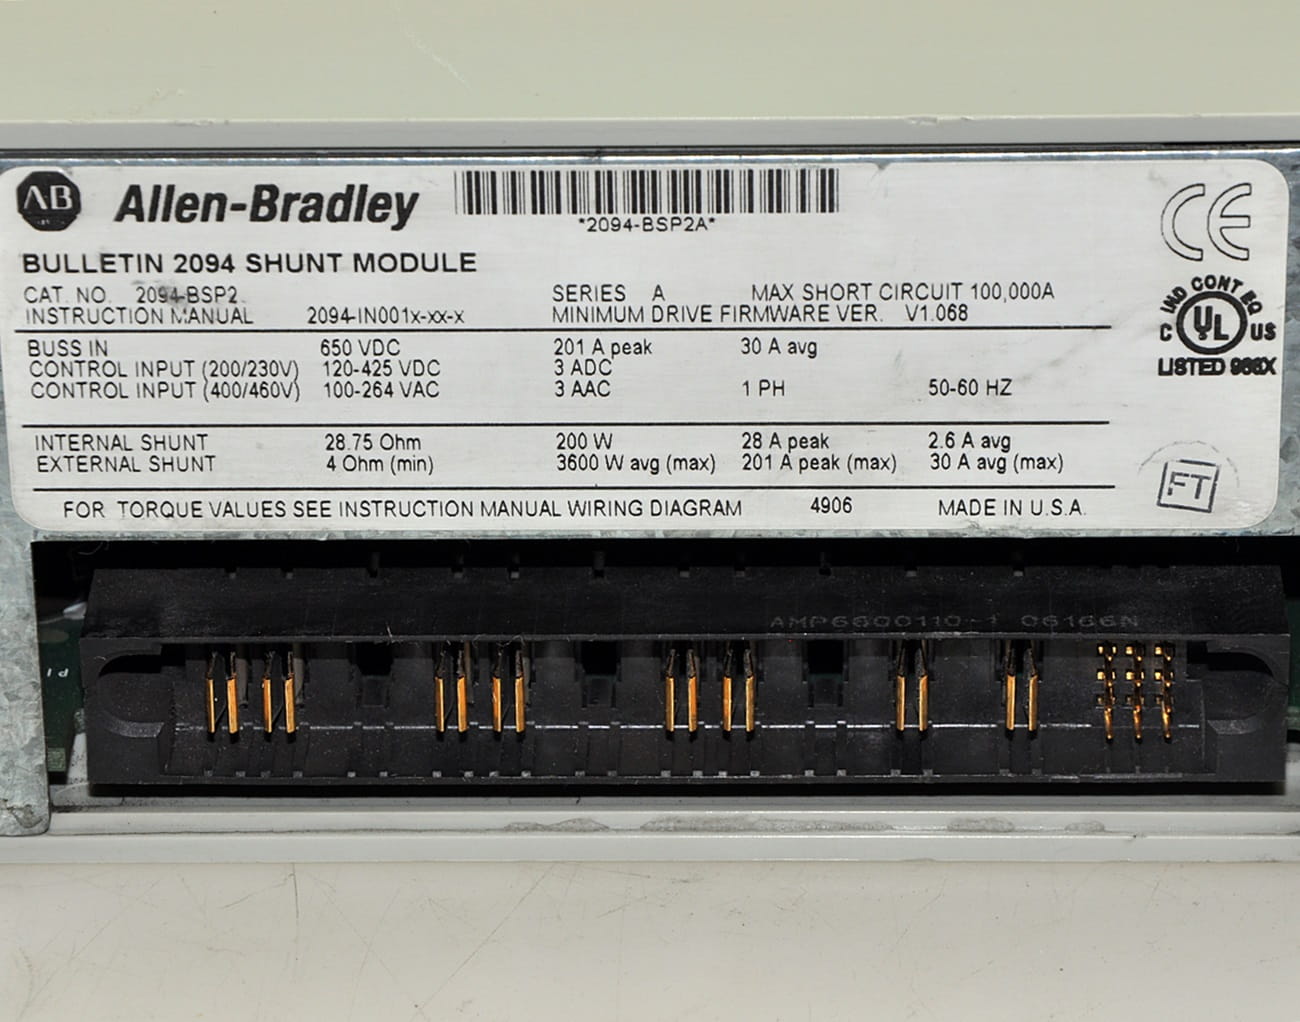 AB Allen-Bradley
*2094-BSP2A*
CE
BULLETIN 2094 SHUNT MODULE
CAT. NO. 2094-BSP2 SERIES A MAX SHORT CIRCUIT 100,000A
INSTRUCTION MANUAL 2094-IN001x-xx-x MINIMUM DRIVE FIRMWARE VER. V1.068
IND CONT EQ
C UL US
LISTED
BUSS IN 650 VDC 201 A peak 30 A avg
CONTROL INPUT (200/230V) 120-425 VDC 3 ADC
CONTROL INPUT (400/460V) 100-264 VAC 3 AAC 1 PH 50-60 HZ
INTERNAL SHUNT 28.75 Ohm 200 W 28 A peak 2.6 A avg
EXTERNAL SHUNT 4 Ohm (min) 3600 W avg (max) 201 A peak (max) 30 A avg (max)
FT
FOR TORQUE VALUES SEE INSTRUCTION MANUAL WIRING DIAGRAM 4906 MADE IN U.S.A.